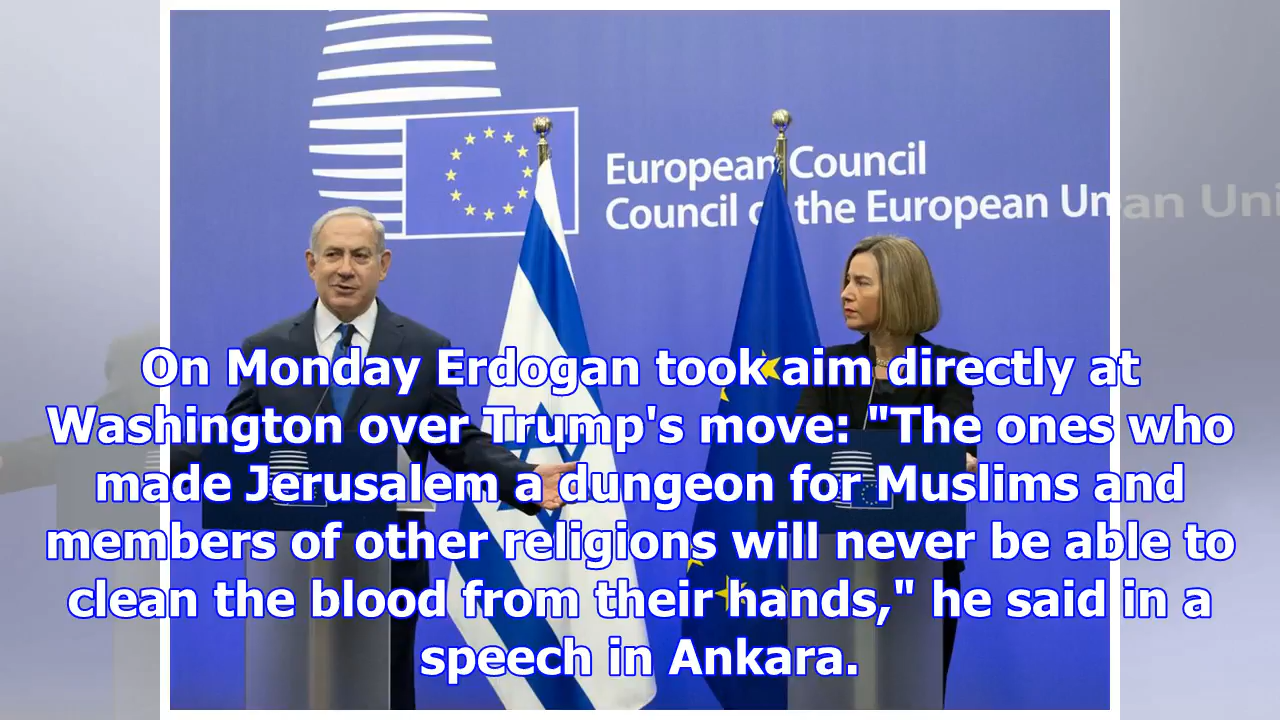 European Council
Council of the European Un an Uni
On Monday Erdogan took aim directly at
Washington over Trump's move: "The ones who
made Jerusalem a dungeon for Muslims and
members of other religions will never be able to
clean the blood from their hands," he said in a
speech in Ankara.